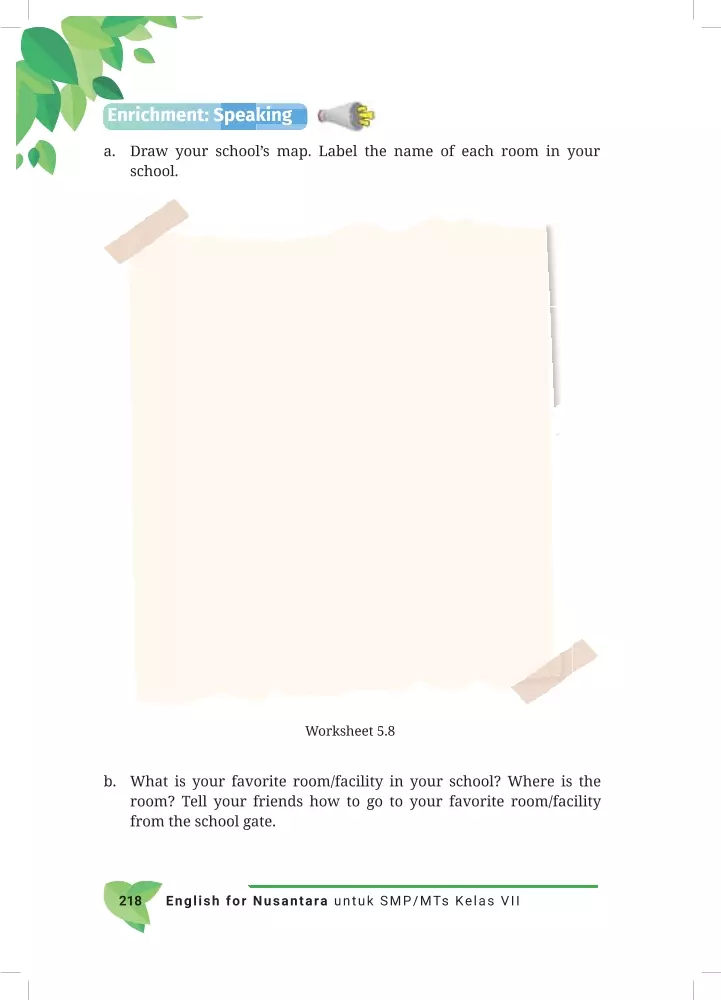 Enrichment: Speaking
a. Draw your school’s map. Label the name of each room in your
school.
Worksheet 5.8
b. What is your favorite room/facility in your school? Where is the
room? Tell your friends how to go to your favorite room/facility
from the school gate.
218 English for Nusantara untuk SMP/MTs Kelas VII